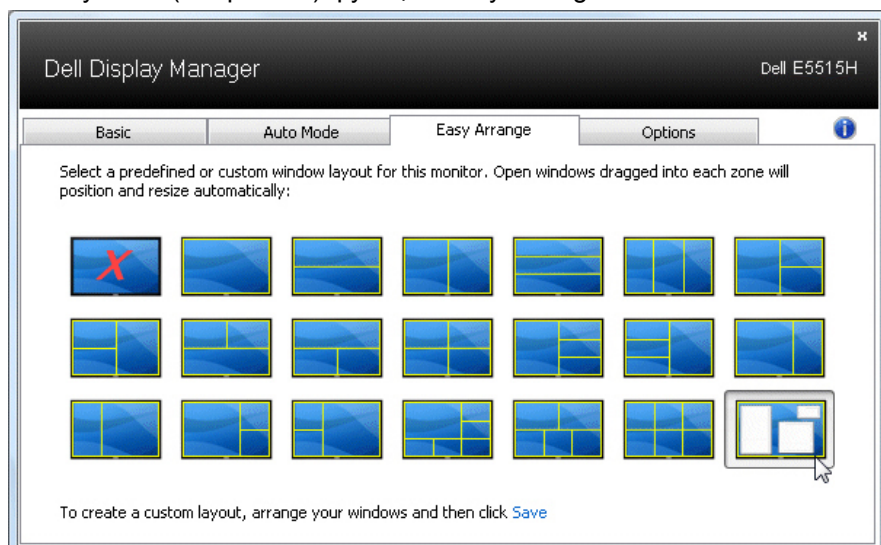 Dell Display Manager
Dell E5515H
Basic
Auto Mode
Easy Arrange
Options
Select a predefined or custom window layout for this monitor. Open windows dragged into each zone will
position and resize automatically:
To create a custom layout, arrange your windows and then click Save